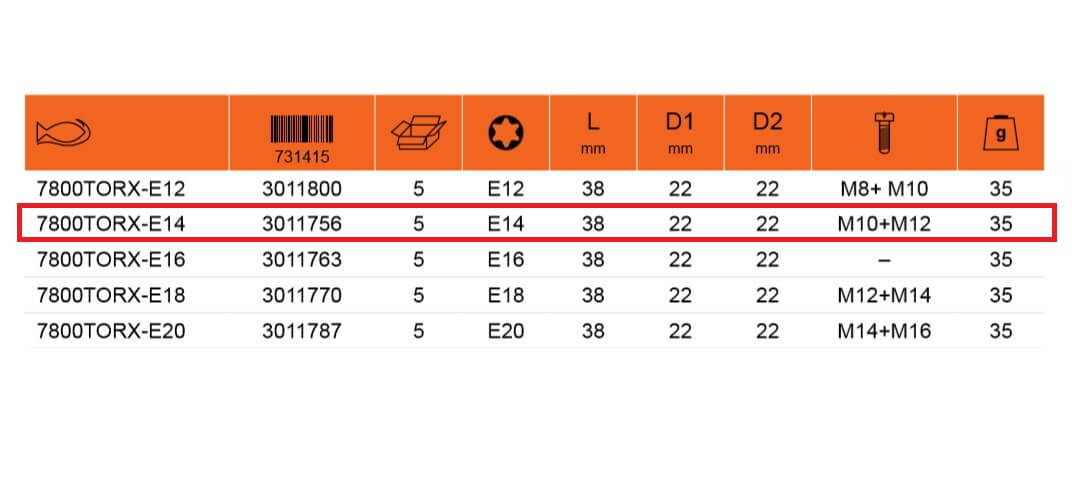 L D1 D2
731415 mm mm mm g
7800TORX-E12 3011800 5 E12 38 22 22 M8+ M10 35
7800TORX-E14 3011756 5 E14 38 22 22 M10+M12 35
7800TORX-E16 3011763 5 E16 38 22 22 – 35
7800TORX-E18 3011770 5 E18 38 22 22 M12+M14 35
7800TORX-E20 3011787 5 E20 38 22 22 M14+M16 35